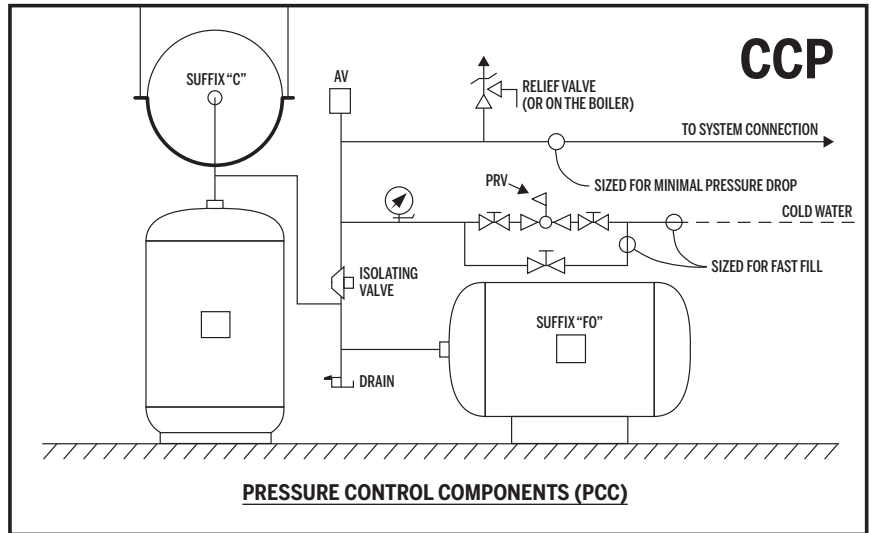 CCP
SUFFIX "C"
AV
RELIEF VALVE
(OR ON THE BOILER)
TO SYSTEM CONNECTION
SIZED FOR MINIMAL PRESSURE DROP
PRV
COLD WATER
SIZED FOR FAST FILL
ISOLATING
VALVE
SUFFIX "FO"
DRAIN
PRESSURE CONTROL COMPONENTS (PCC)